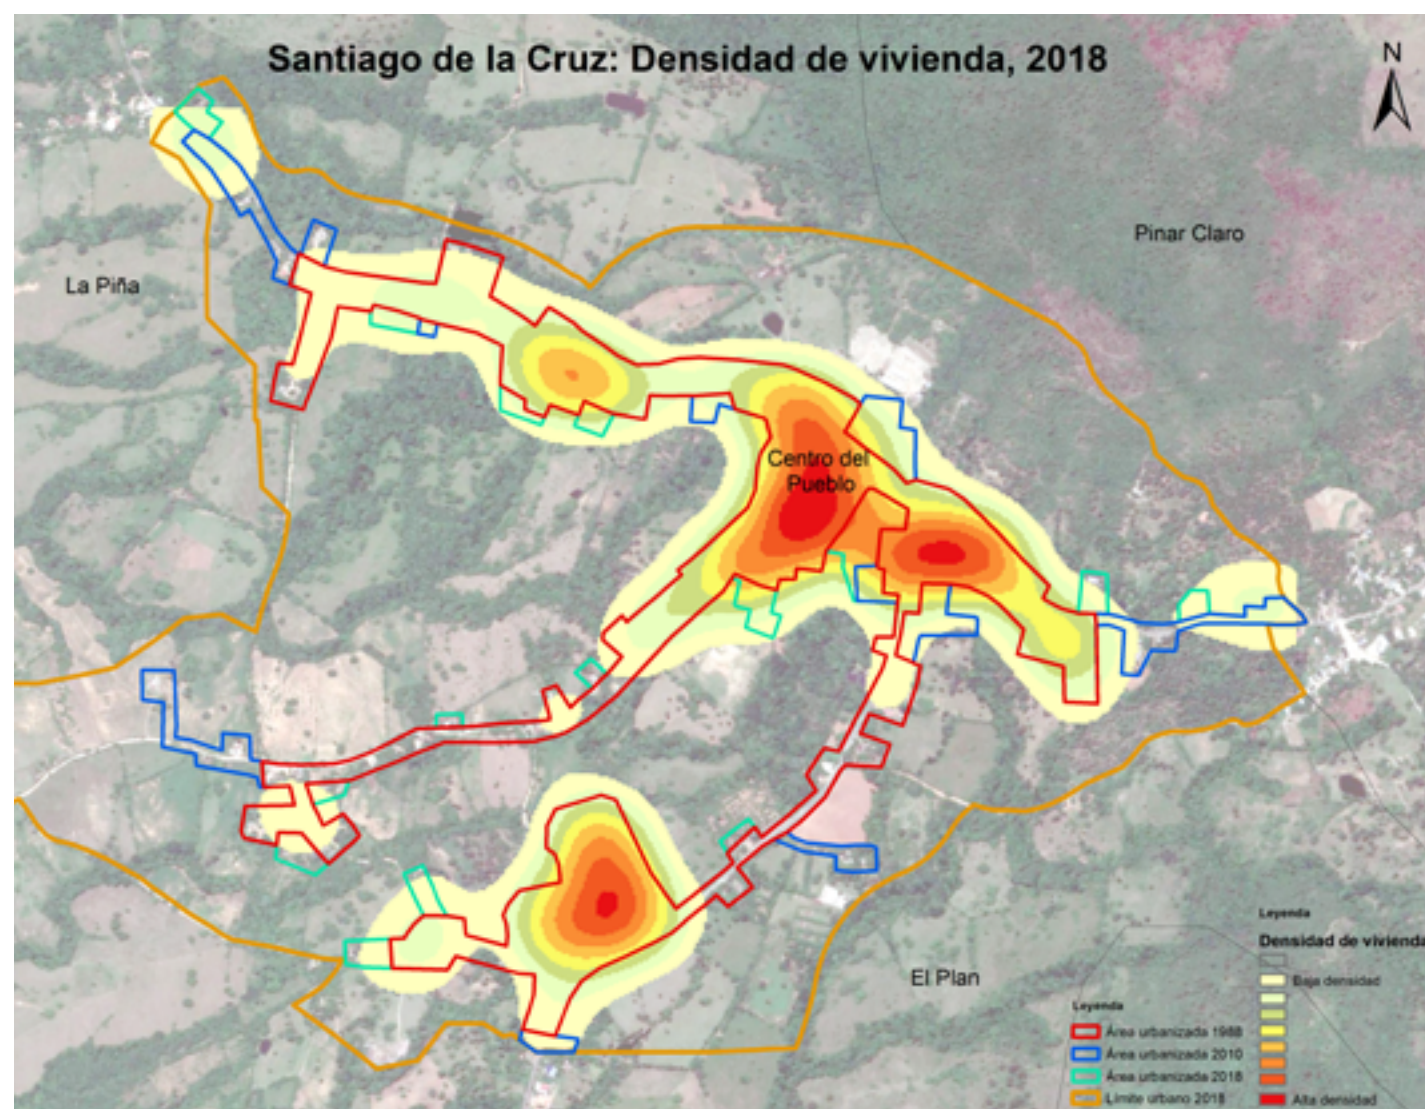 Santiago de la Cruz: Densidad de vivienda, 2018
N
Pinar Claro
La Piña
Centro del
Pueblo
El Plan
Leyenda
Área urbanizada 1988
Área urbanizada 2010
Área urbanizada 2018
Límite urbano 2018
Leyenda
Densidad de vivienda
Baja densidad
Alta densidad